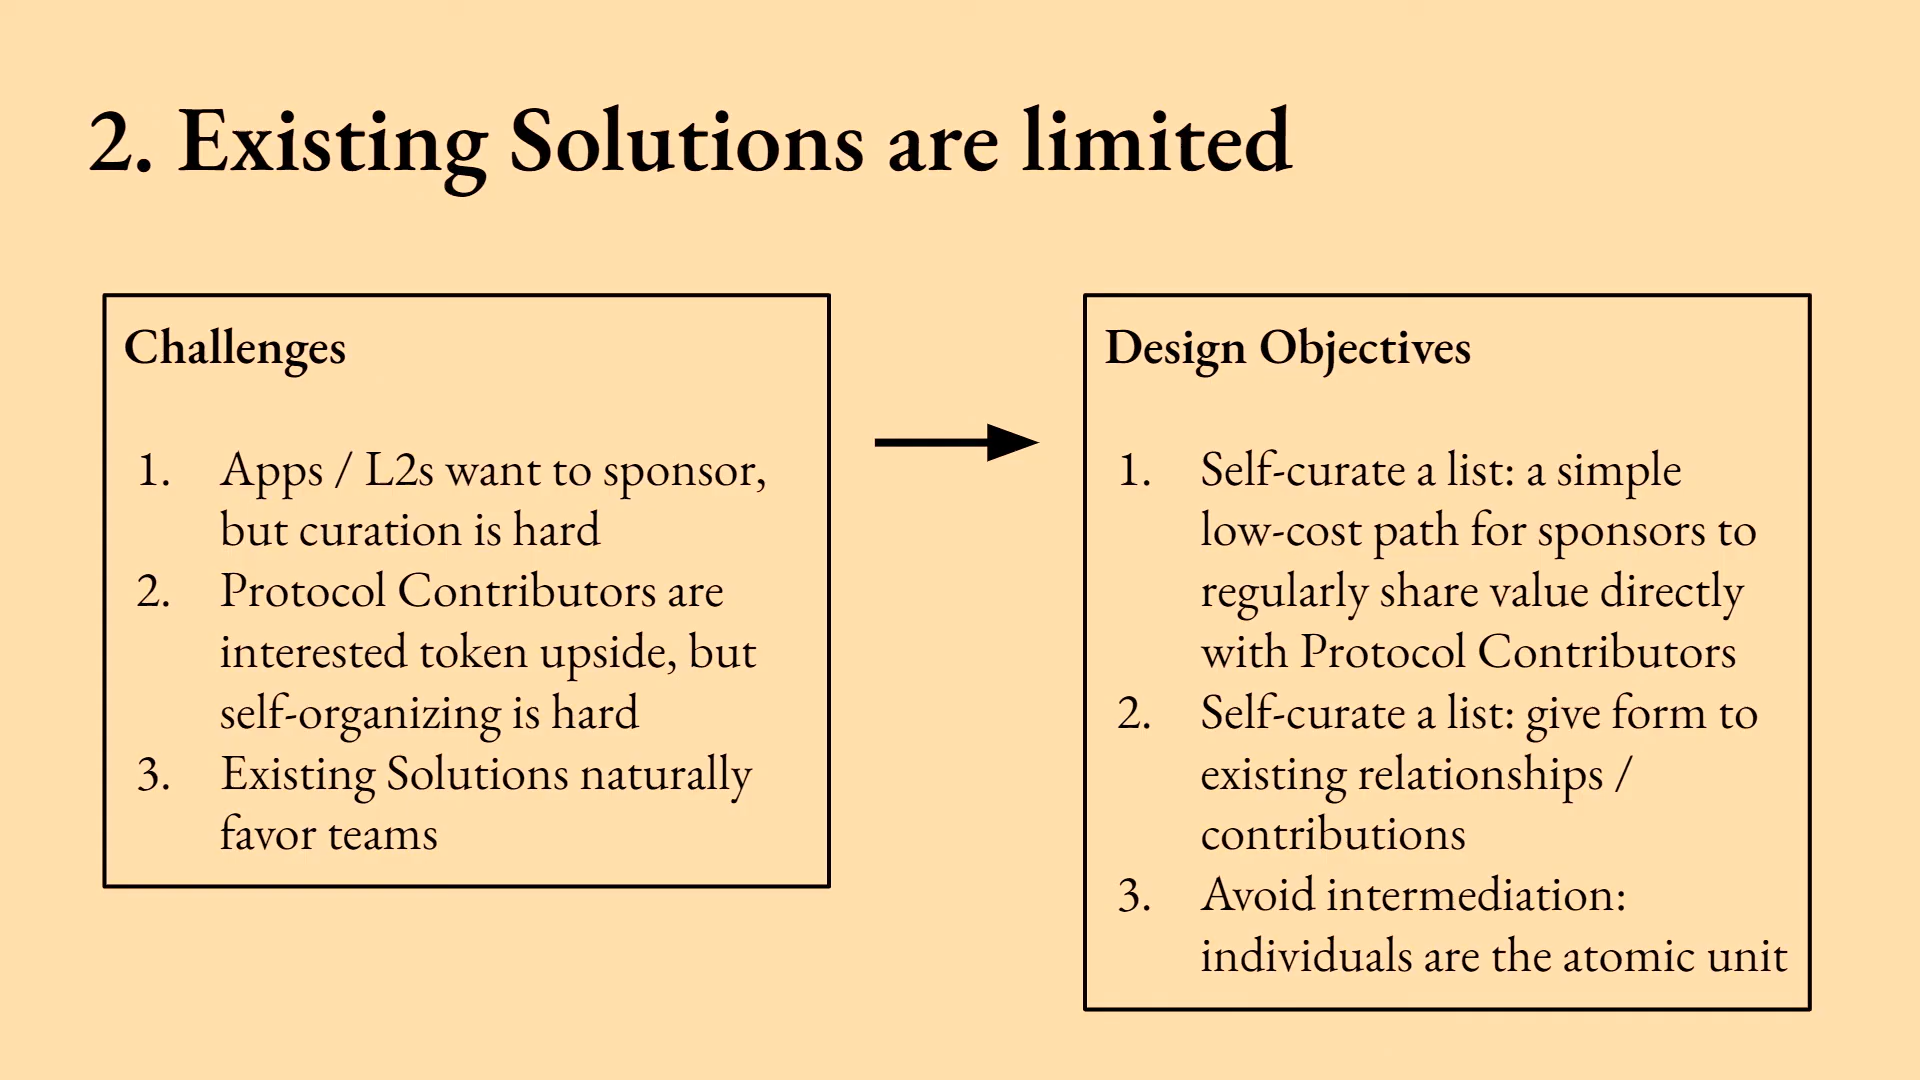 2. Existing Solutions are limited
Challenges
1. Apps / L2s want to sponsor,
but curation is hard
2. Protocol Contributors are
interested token upside, but
self-organizing is hard
3. Existing Solutions naturally
favor teams
Design Objectives
1. Self-curate a list: a simple
low-cost path for sponsors to
regularly share value directly
with Protocol Contributors
2. Self-curate a list: give form to
existing relationships /
contributions
3. Avoid intermediation:
individuals are the atomic unit